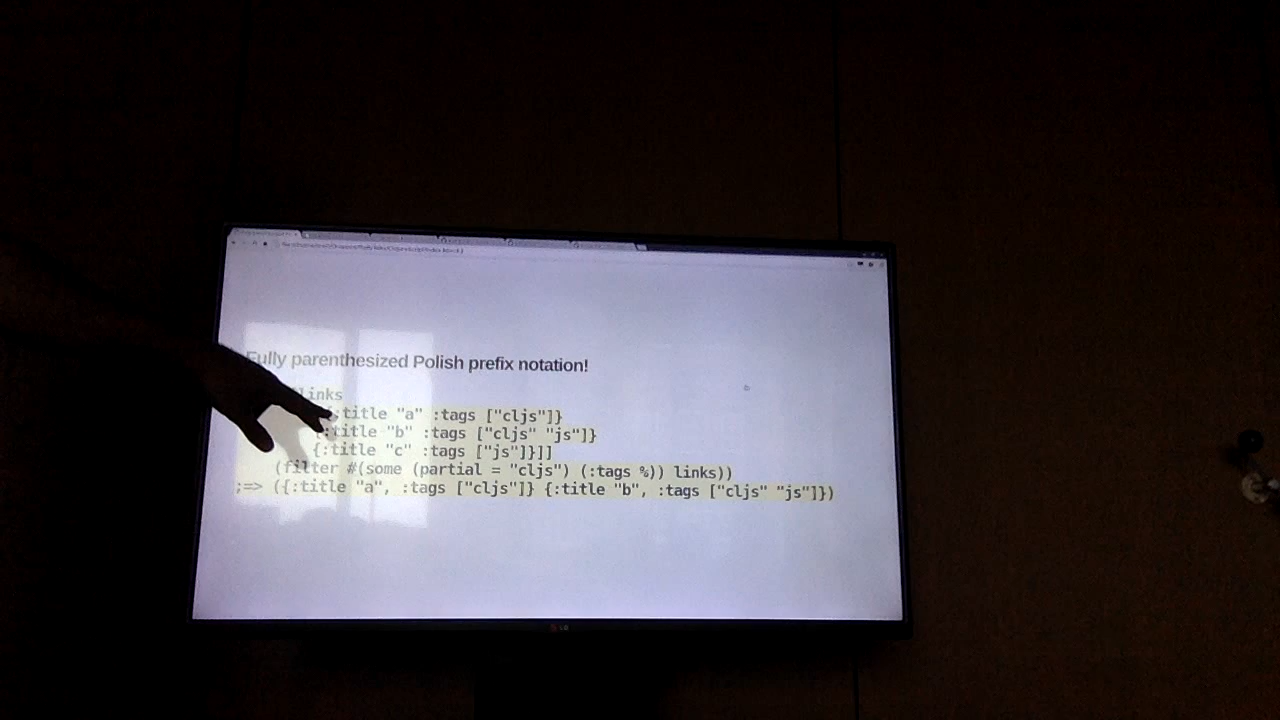 Fully parenthesized Polish prefix notation!
[links
{:title "a" :tags ["cljs"]}
{:title "b" :tags ["cljs" "js"]}
{:title "c" :tags ["js"]}]]
(filter #(some (partial = "cljs") (:tags %)) links))
;=> ({:title "a", :tags ["cljs"]} {:title "b", :tags ["cljs" "js"]})
LG